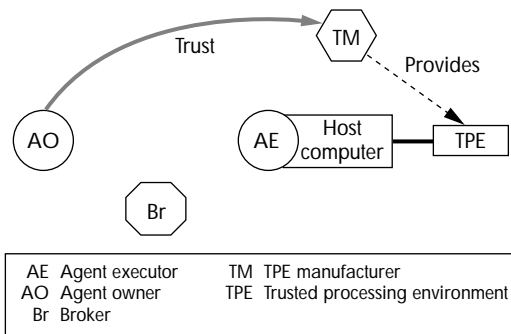 TM
Trust
Provides
AO
AE
Host
computer
TPE
Br
AE Agent executor
AO Agent owner
Br Broker
TM TPE manufacturer
TPE Trusted processing environment